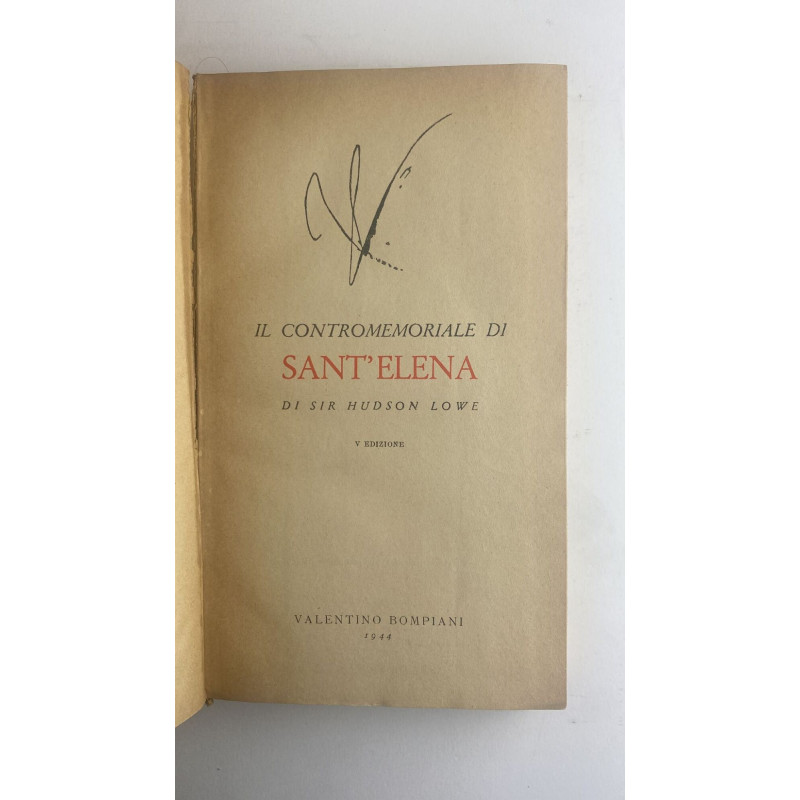 IL CONTROMEMORIALE DI
SANT'ELENA
DI SIR HUDSON LOWE
V EDIZIONE
VALENTINO BOMPIANI
1944